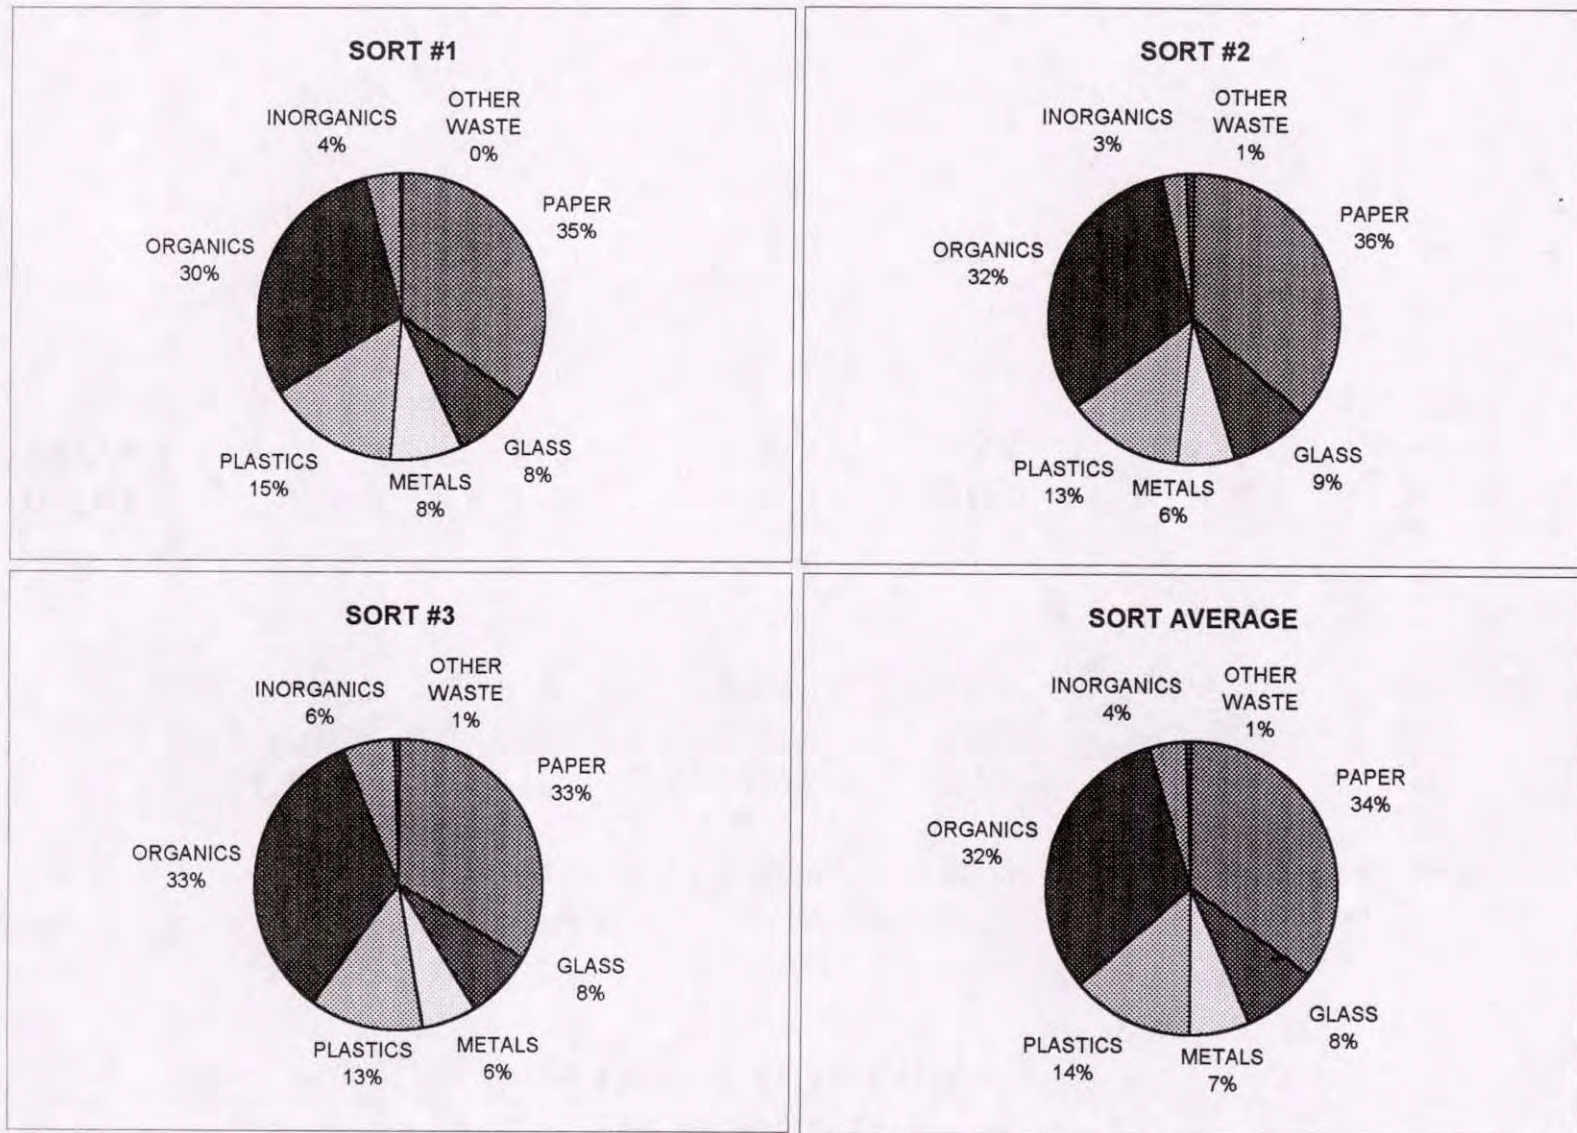 SORT #1
OTHER
WASTE
0%
INORGANICS
4%
PAPER
35%
ORGANICS
30%
GLASS
8%
PLASTICS
15%
METALS
8%
SORT #2
OTHER
WASTE
1%
INORGANICS
3%
PAPER
36%
ORGANICS
32%
GLASS
9%
PLASTICS
13%
METALS
6%
SORT #3
OTHER
WASTE
1%
INORGANICS
6%
PAPER
33%
ORGANICS
33%
GLASS
8%
PLASTICS
13%
METALS
6%
SORT AVERAGE
OTHER
WASTE
1%
INORGANICS
4%
PAPER
34%
ORGANICS
32%
GLASS
8%
PLASTICS
14%
METALS
7%